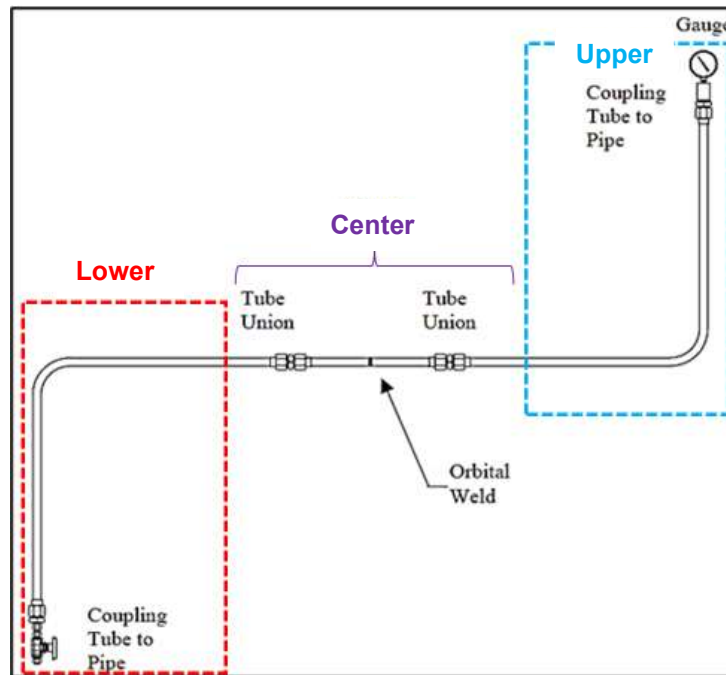 Gauge
Upper
Coupling
Tube to
Pipe
Center
Lower
Tube
Union
Tube
Union
Orbital
Weld
Coupling
Tube to
Pipe